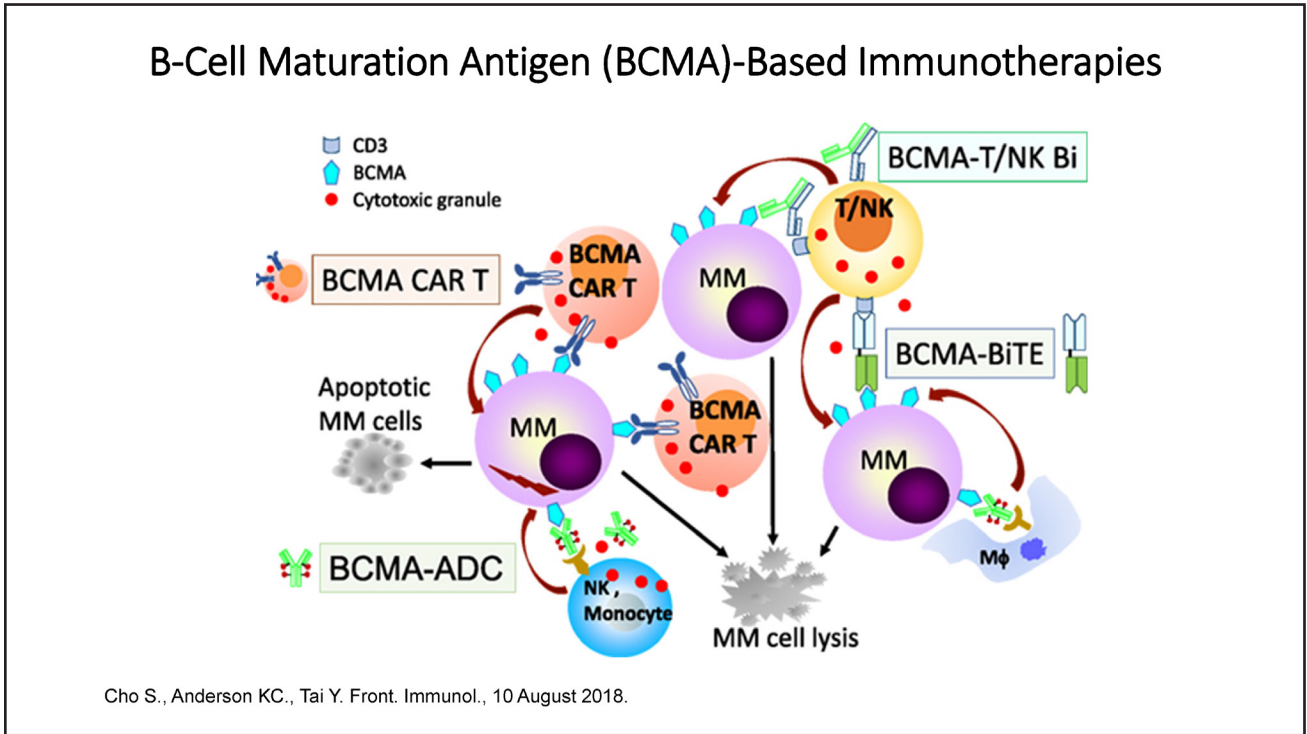 B-Cell Maturation Antigen (BCMA)-Based Immunotherapies
CD3
BCMA
Cytotoxic granule
BCMA-T/NK Bi
T/NK
BCMA CAR T
BCMA
CAR T
MM
BCMA-BiTE
Apoptotic
MM cells
MM
BCMA
CAR T
MM
BCMA-ADC
NK,
Monocyte
Mϕ
MM cell lysis
Cho S., Anderson KC., Tai Y. Front. Immunol., 10 August 2018.